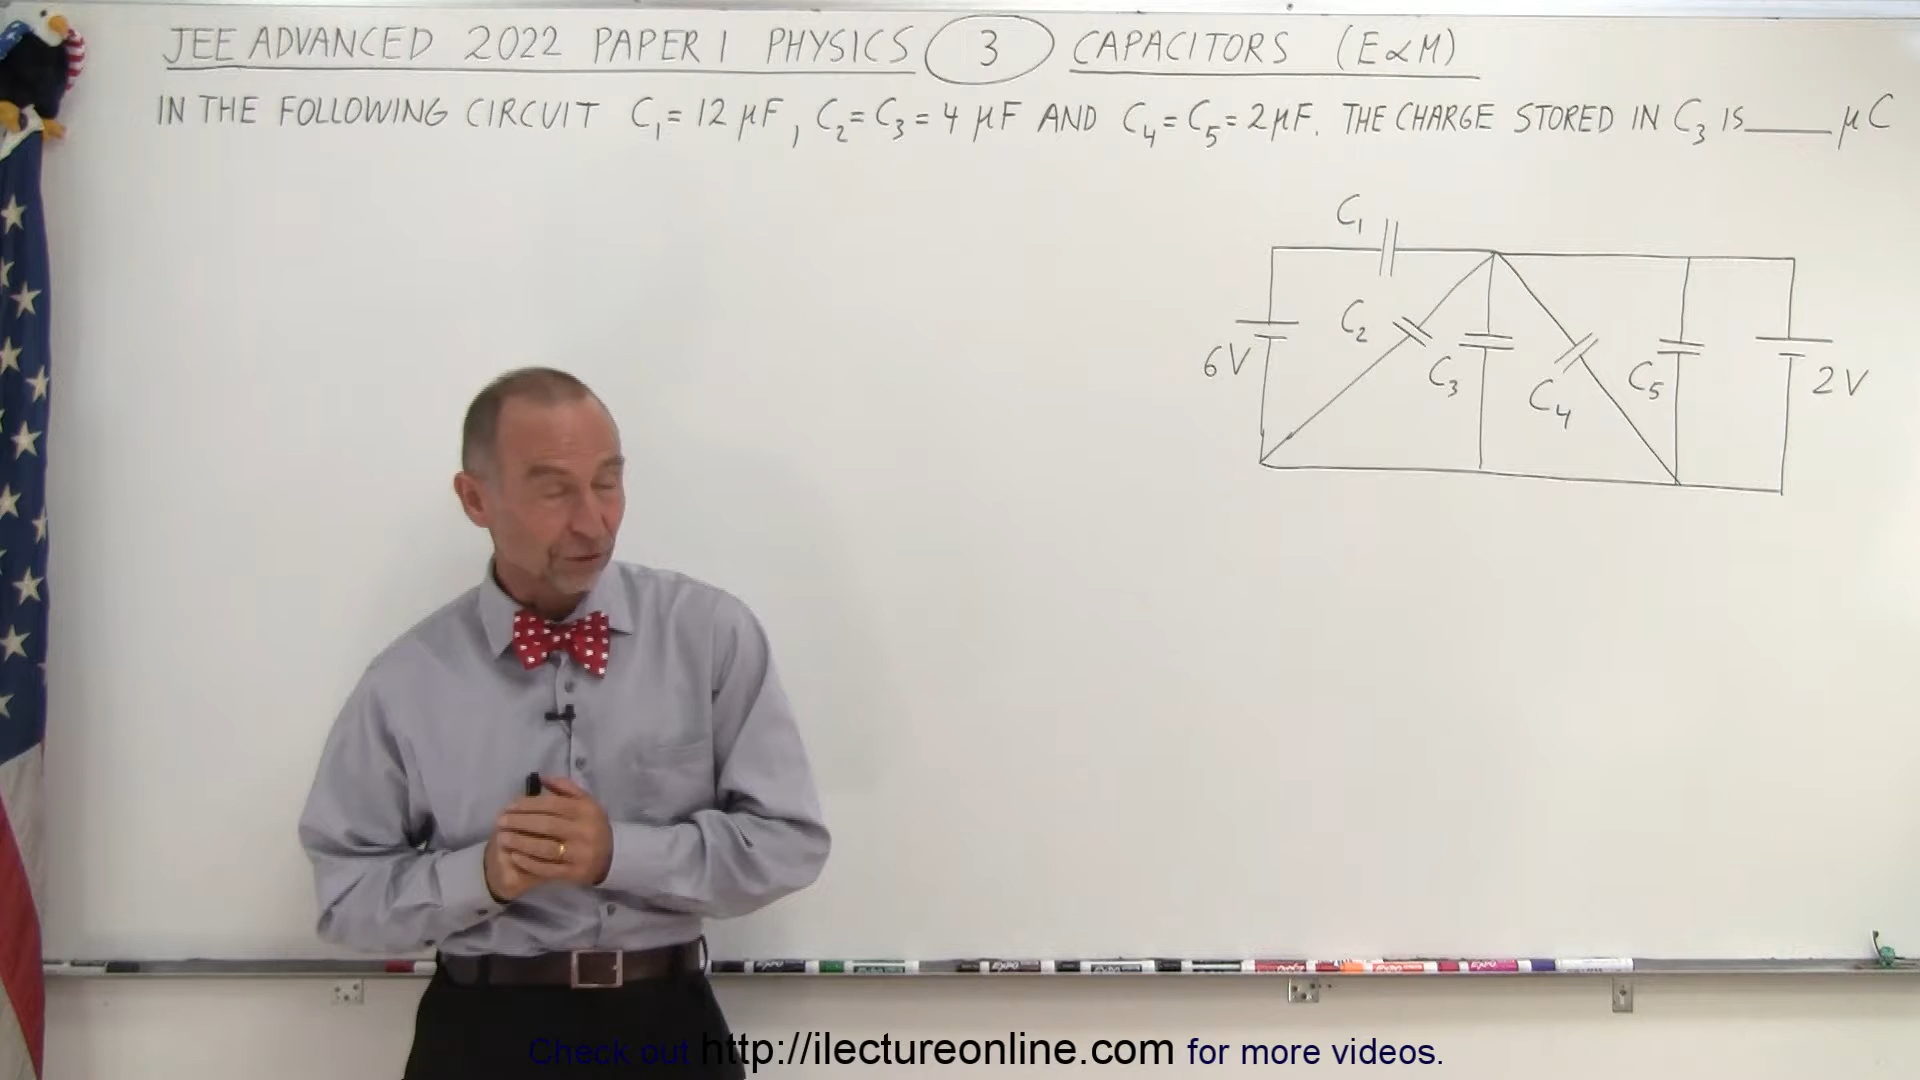 JEE ADVANCED 2022 PAPER 1 PHYSICS 3 CAPACITORS (E&M)
IN THE FOLLOWING CIRCUIT C₁ = 12 μF, C₂ = C₃ = 4 μF AND C₄ = C₅ = 2 μF. THE CHARGE STORED IN C₃ IS____ μC
C₁
C₂
6V
C₃
C₄
C₅
2V
Check out http://ilectureonline.com for more videos.